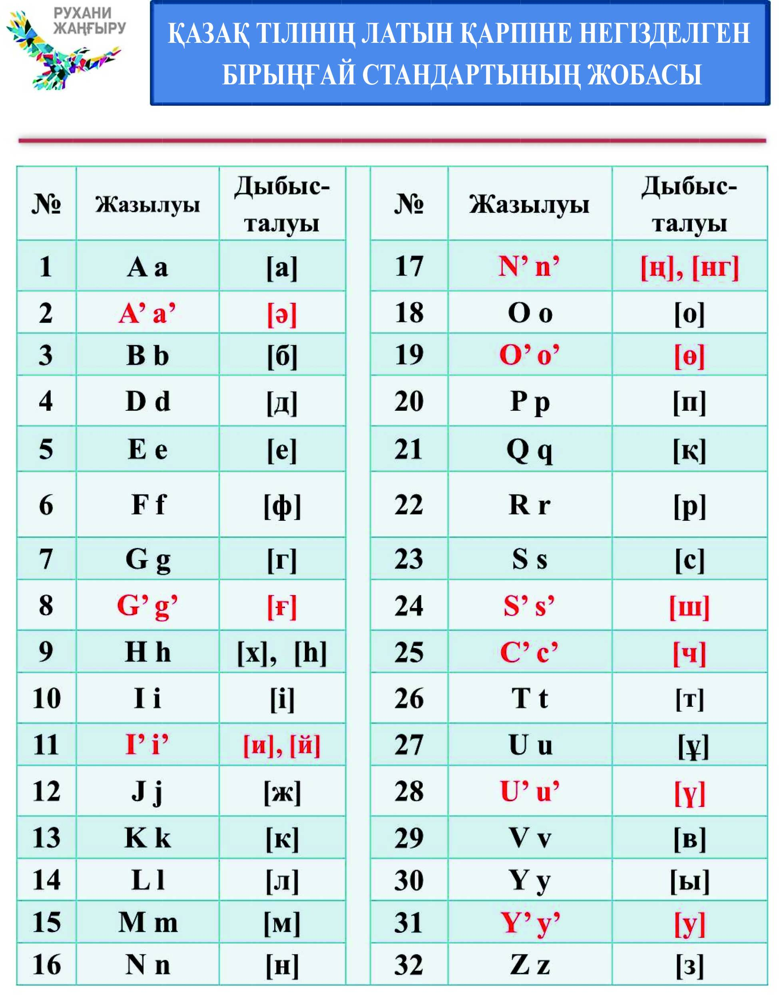 РУХАНИ
ЖАҢҒЫРУ
ҚАЗАҚ ТІЛІНІҢ ЛАТЫН ҚАРПІНЕ НЕГІЗДЕЛГЕН
БІРЫҢҒАЙ СТАНДАРТЫНЫҢ ЖОБАСЫ
№ Жазылуы Дыбыс-талуы № Жазылуы Дыбыс-талуы
1 A a [а] 17 N’ n’ [ң], [нг]
2 A’ a’ [ә] 18 O o [о]
3 B b [б] 19 O’ o’ [ө]
4 D d [д] 20 P p [п]
5 E e [е] 21 Q q [қ]
6 F f [ф] 22 R r [р]
7 G g [г] 23 S s [с]
8 G’ g’ [ғ] 24 S’ s’ [ш]
9 H h [х], [һ] 25 C’ c’ [ч]
10 I i [і] 26 T t [т]
11 I’ i’ [и], [й] 27 U u [ұ]
12 J j [ж] 28 U’ u’ [ү]
13 K k [к] 29 V v [в]
14 L l [л] 30 Y y [ы]
15 M m [м] 31 Y’ y’ [у]
16 N n [н] 32 Z z [з]